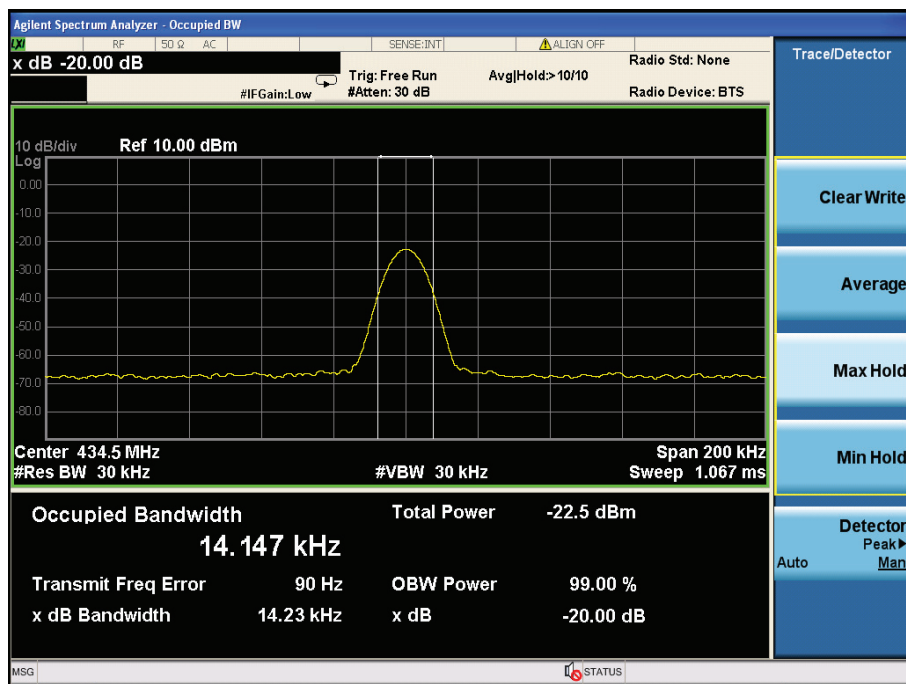 Agilent Spectrum Analyzer - Occupied BW
LXI RF 50 Ω AC SENSE:INT ALIGN OFF
x dB -20.00 dB
Trig: Free Run Avg|Hold:>10/10 Radio Std: None
#IFGain:Low #Atten: 30 dB Radio Device: BTS
10 dB/div Ref 10.00 dBm
Log
0.00
-10.0
-20.0
-30.0
-40.0
-50.0
-60.0
-70.0
-80.0
Center 434.5 MHz Span 200 kHz
#Res BW 30 kHz #VBW 30 kHz Sweep 1.067 ms
Occupied Bandwidth Total Power -22.5 dBm
14.147 kHz
Transmit Freq Error 90 Hz OBW Power 99.00 %
x dB Bandwidth 14.23 kHz x dB -20.00 dB
MSG STATUS
Trace/Detector
Clear Write
Average
Max Hold
Min Hold
Detector
Peak▶
Auto Man